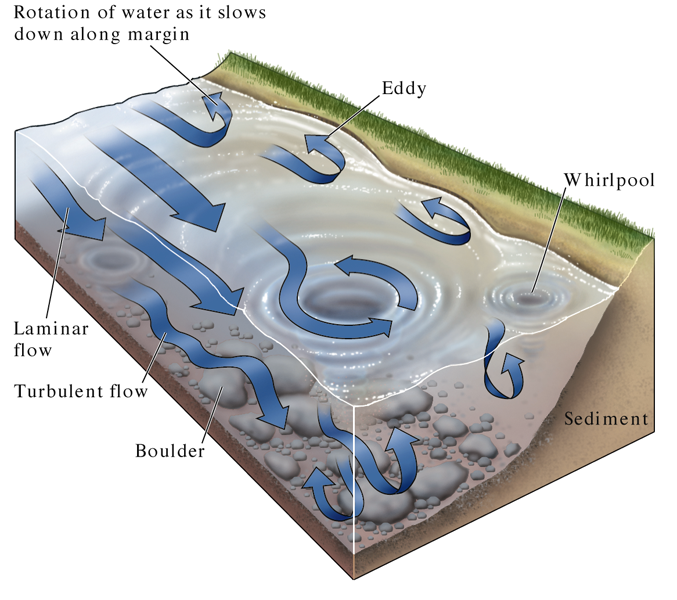 Rotation of water as it slows
down along margin
Eddy
Whirlpool
Laminar
flow
Turbulent flow
Boulder
Sediment